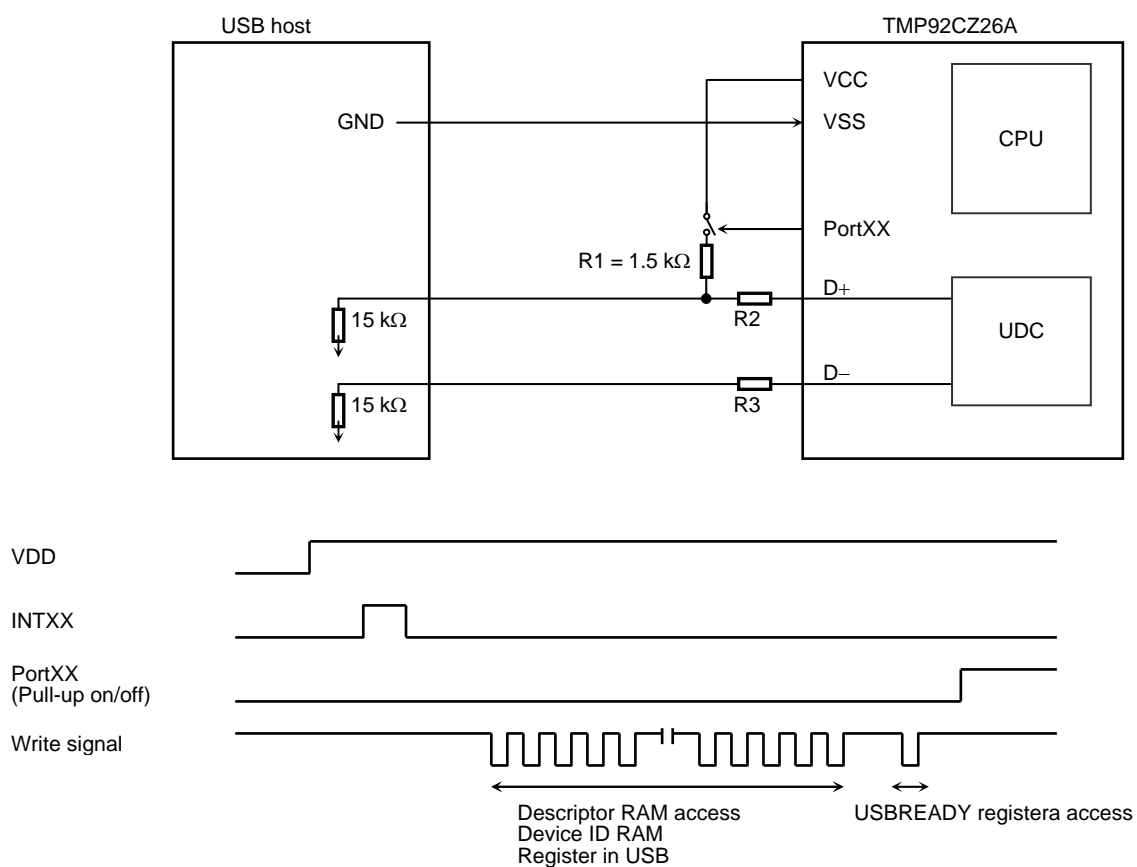 USB host
TMP92CZ26A
VCC
GND
VSS
CPU
PortXX
R1 = 1.5 kΩ
D+
15 kΩ
R2
UDC
D−
15 kΩ
R3
VDD
INTXX
PortXX
(Pull-up on/off)
Write signal
Descriptor RAM access
Device ID RAM
Register in USB
USBREADY registera access